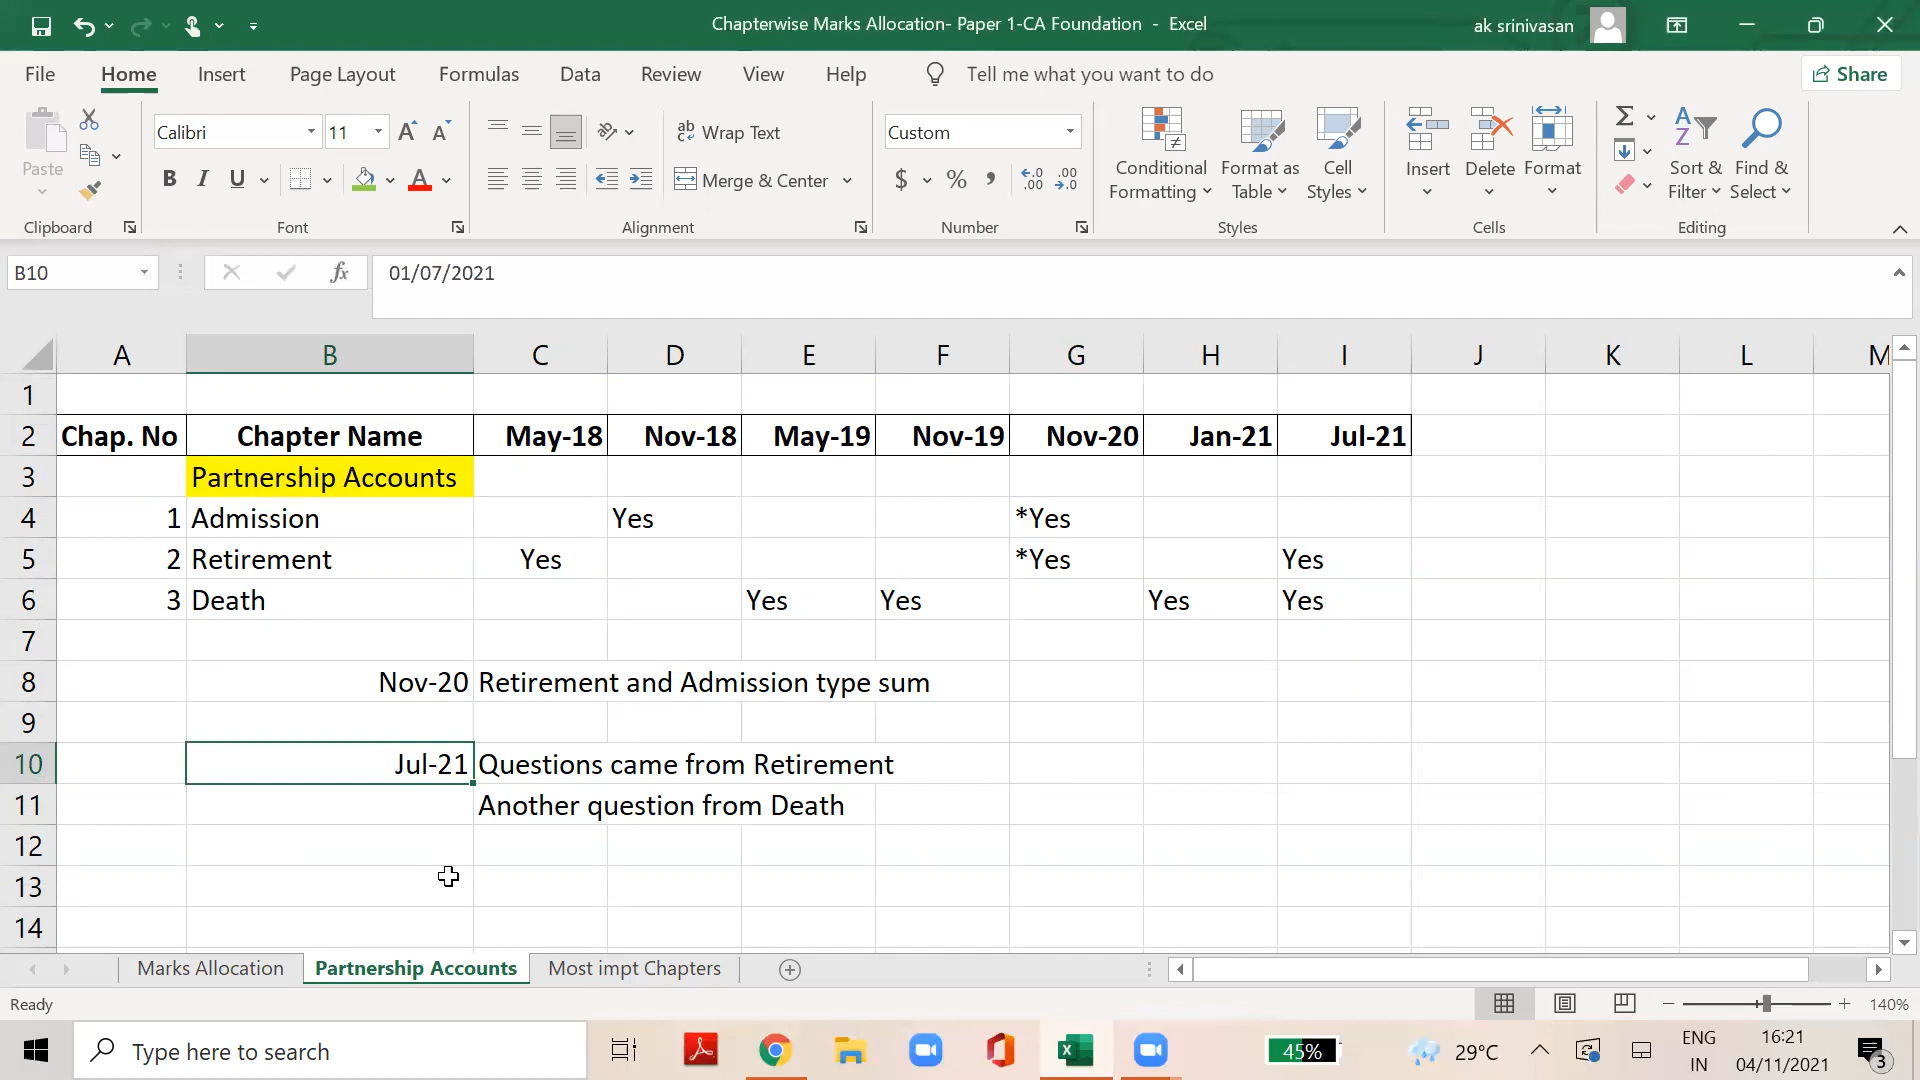 Chapterwise Marks Allocation- Paper 1-CA Foundation - Excel
ak srinivasan
File Home Insert Page Layout Formulas Data Review View Help Tell me what you want to do Share
Paste
Clipboard
Calibri 11
B I U
Font
ab Wrap Text
Merge & Center
Alignment
Custom
$ % ,
Number
Conditional Formatting
Format as Table
Cell Styles
Styles
Insert Delete Format
Cells
Sort & Filter
Find & Select
Editing
B10 fx 01/07/2021
A B C D E F G H I J K L M
1
2 Chap. No Chapter Name May-18 Nov-18 May-19 Nov-19 Nov-20 Jan-21 Jul-21
3 Partnership Accounts
4 1 Admission Yes *Yes
5 2 Retirement Yes *Yes Yes
6 3 Death Yes Yes Yes Yes
7
8 Nov-20 Retirement and Admission type sum
9
10 Jul-21 Questions came from Retirement
11 Another question from Death
12
13
14
Marks Allocation Partnership Accounts Most impt Chapters
Ready 140%
Type here to search
45% 29°C
ENG IN
16:21
04/11/2021
3